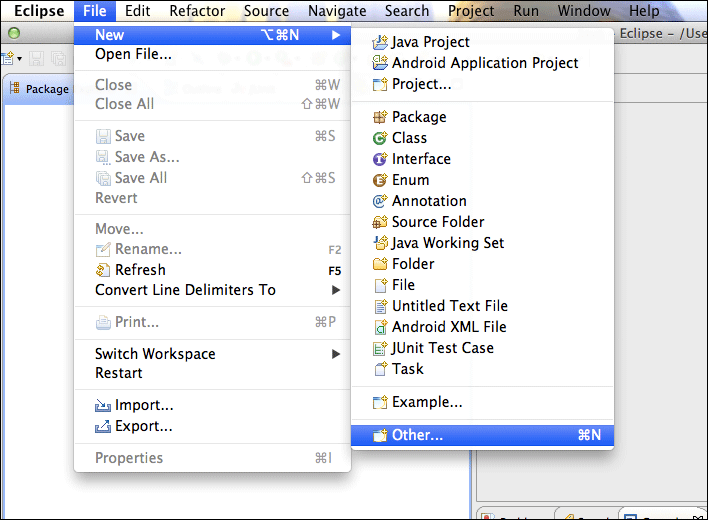 Eclipse File Edit Refactor Source Navigate Search Project Run Window Help
Eclipse – /Use
Package
New ⌥⌘N ▶
Open File...
Close ⌘W
Close All ⇧⌘W
Save ⌘S
Save As...
Save All ⇧⌘S
Revert
Move...
Rename... F2
Refresh F5
Convert Line Delimiters To ▶
Print... ⌘P
Switch Workspace ▶
Restart
Import...
Export...
Properties ⌘I
Java Project
Android Application Project
Project...
Package
Class
Interface
Enum
Annotation
Source Folder
Java Working Set
Folder
File
Untitled Text File
Android XML File
JUnit Test Case
Task
Example...
Other... ⌘N